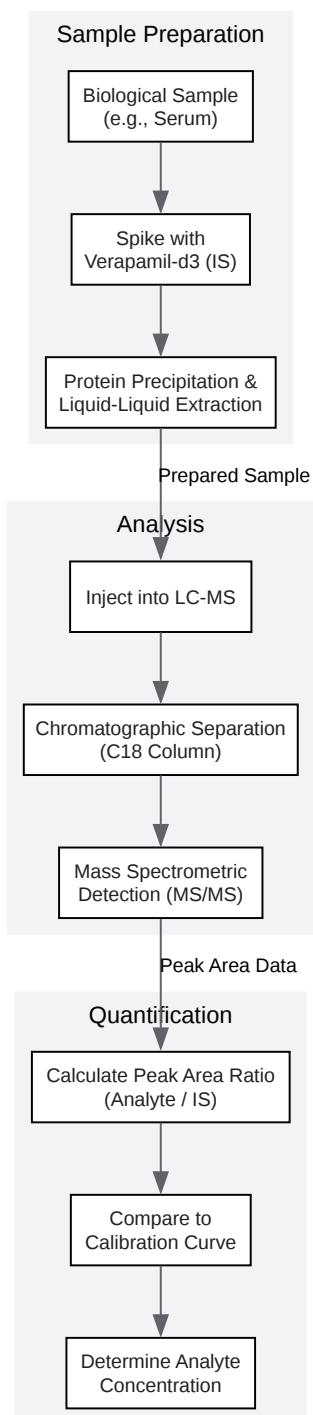 Sample Preparation
Biological Sample
(e.g., Serum)
Spike with
Verapamil-d3 (IS)
Protein Precipitation &
Liquid-Liquid Extraction
Prepared Sample
Analysis
Inject into LC-MS
Chromatographic Separation
(C18 Column)
Mass Spectrometric
Detection (MS/MS)
Peak Area Data
Quantification
Calculate Peak Area Ratio
(Analyte / IS)
Compare to
Calibration Curve
Determine Analyte
Concentration